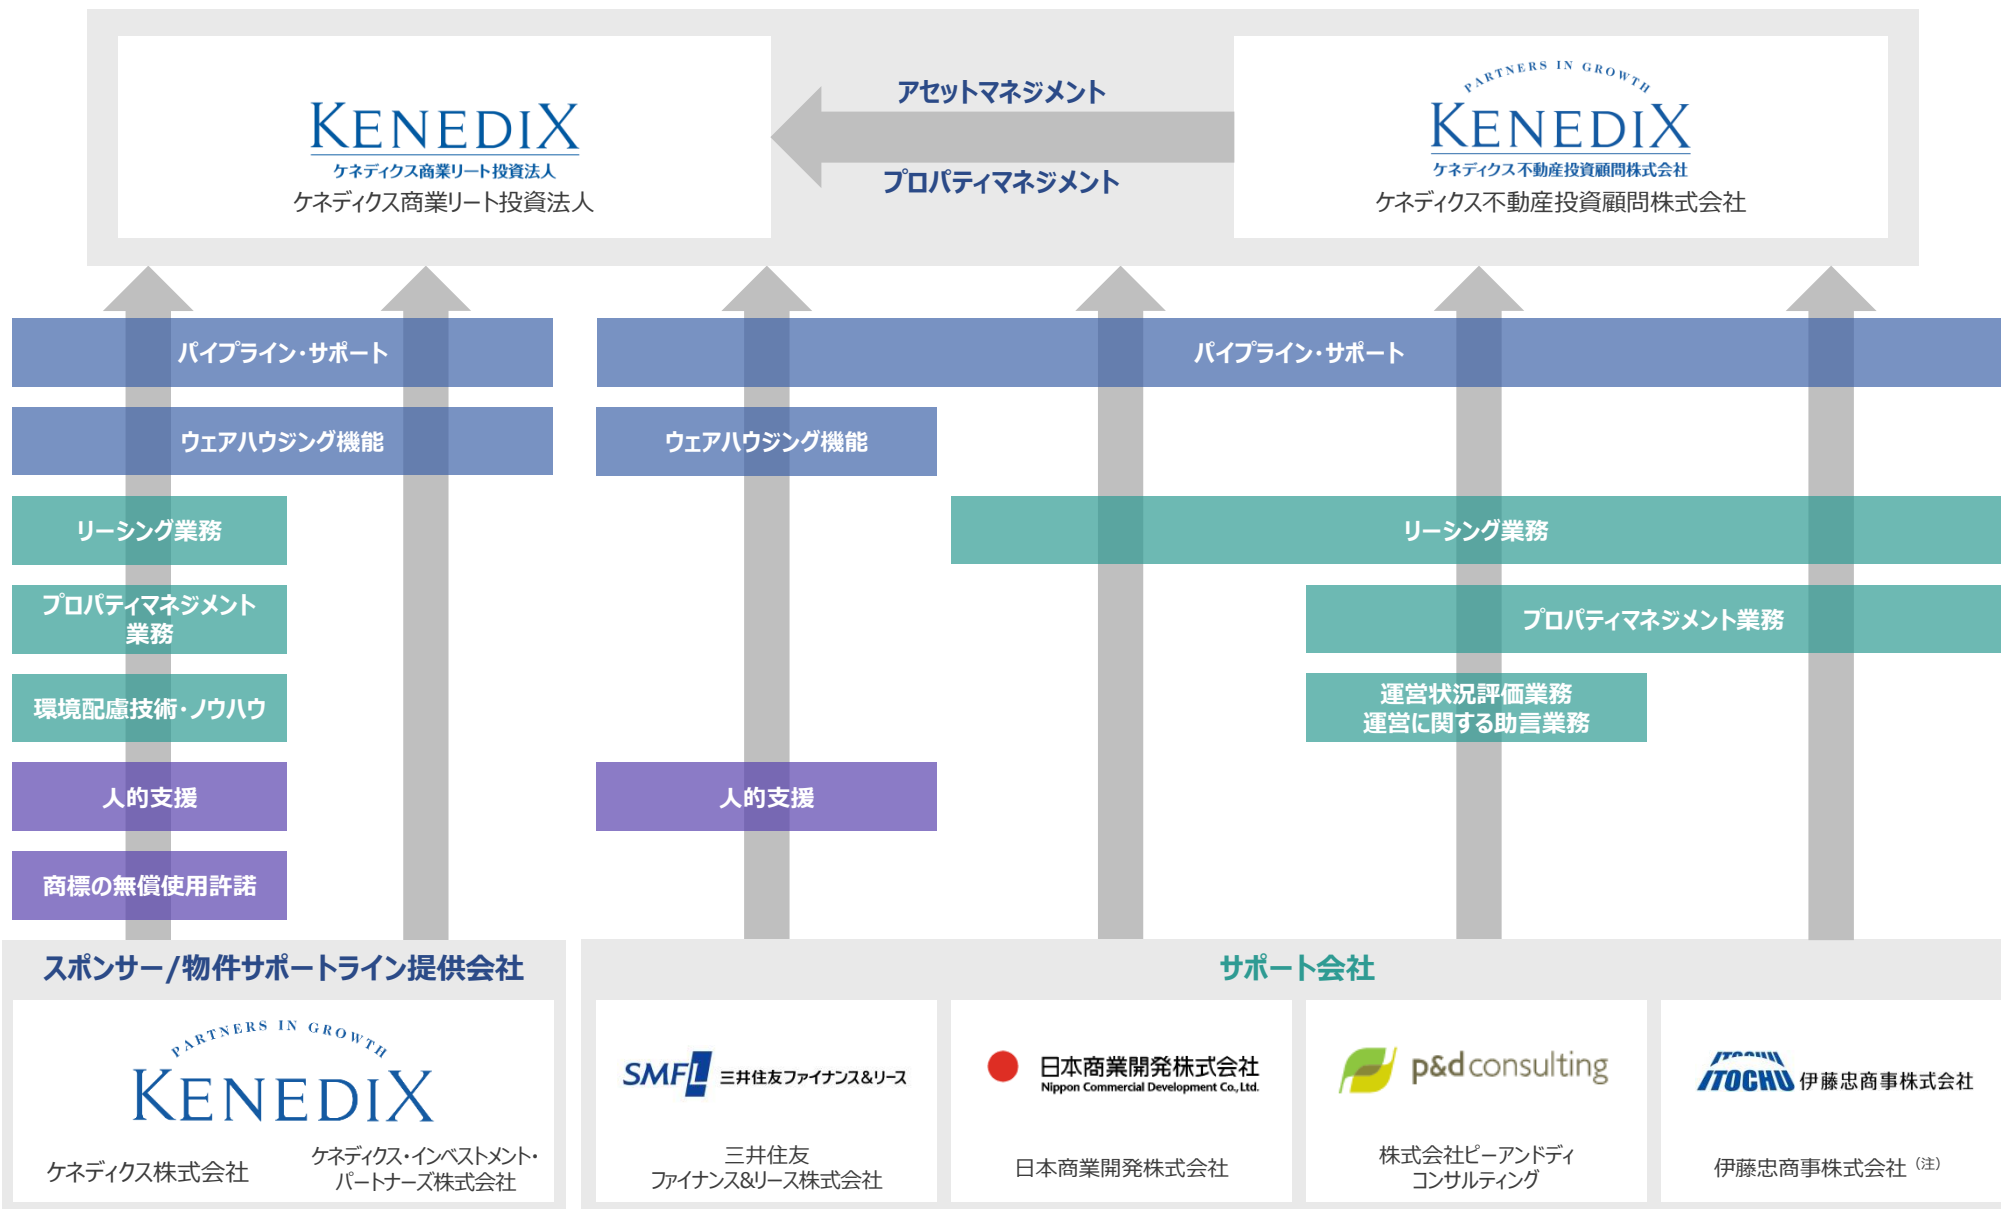 KENEDIX
ケネディクス商業リート投資法人
ケネディクス商業リート投資法人
アセットマネジメント
プロパティマネジメント
PARTNERS IN GROWTH
KENEDIX
ケネディクス不動産投資顧問株式会社
ケネディクス不動産投資顧問株式会社
パイプライン・サポート
パイプライン・サポート
ウェアハウジング機能
ウェアハウジング機能
リーシング業務
リーシング業務
プロパティマネジメント
業務
プロパティマネジメント業務
環境配慮技術・ノウハウ
運営状況評価業務
運営に関する助言業務
人的支援
人的支援
商標の無償使用許諾
スポンサー/物件サポートライン提供会社
PARTNERS IN GROWTH
KENEDIX
ケネディクス株式会社
ケネディクス・インベストメント・
パートナーズ株式会社
サポート会社
SMFL 三井住友ファイナンス&リース
三井住友
ファイナンス&リース株式会社
日本商業開発株式会社
Nippon Commercial Development Co., Ltd.
日本商業開発株式会社
p&d consulting
株式会社ピーアンドディ
コンサルティング
ITOCHU
ITOCHU 伊藤忠商事株式会社
伊藤忠商事株式会社（注）